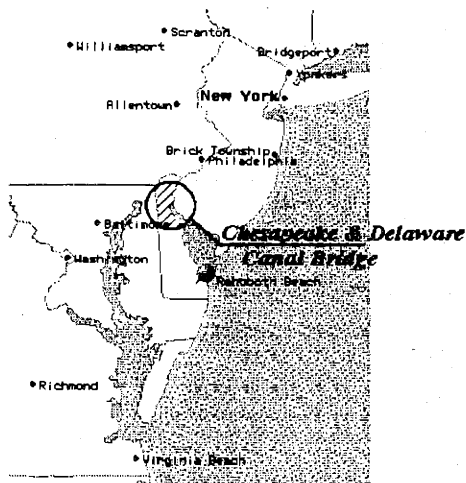 Scranton
Williamsport
Bridgeport
Yonkers
New York
Allentown
Brick Township
Philadelphia
Baltimore
Chesapeake & Delaware
Canal Bridge
Washington
Rehoboth Beach
Richmond
Virginia Beach